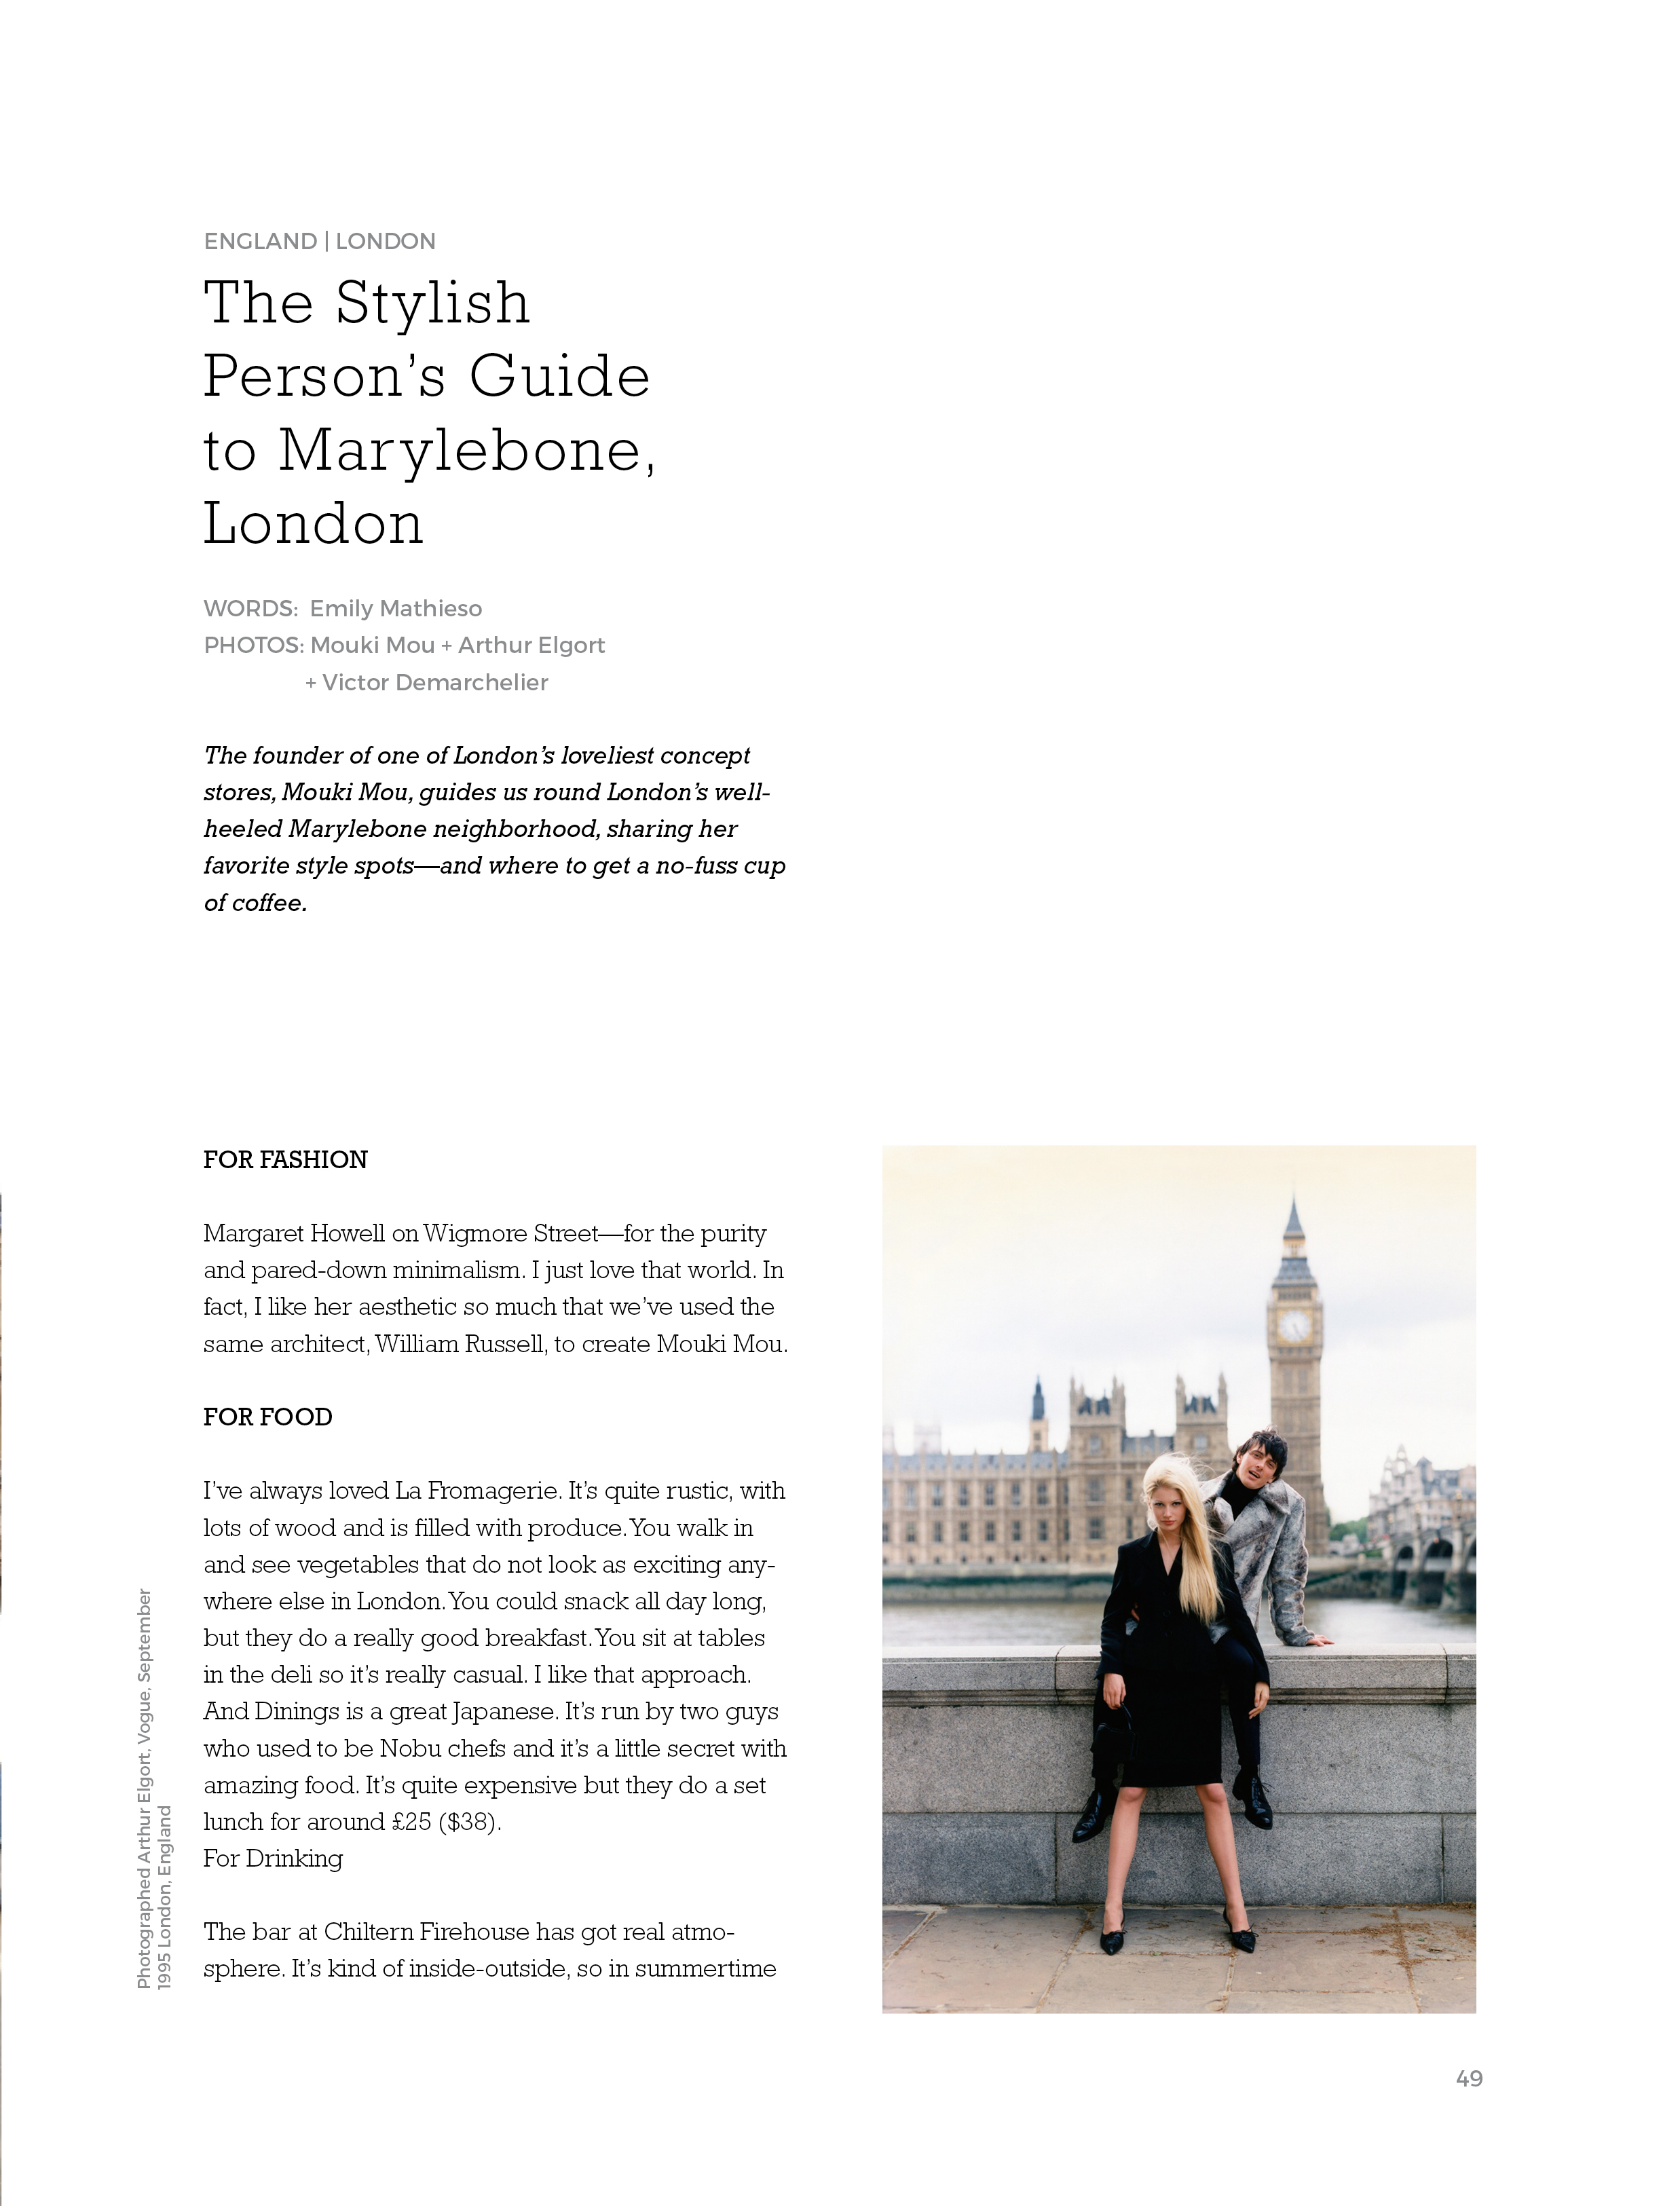 ENGLAND | LONDON
The Stylish
Person’s Guide
to Marylebone,
London
WORDS: Emily Mathieso
PHOTOS: Mouki Mou + Arthur Elgort
+ Victor Demarchelier
The founder of one of London’s loveliest concept
stores, Mouki Mou, guides us round London’s well-
heeled Marylebone neighborhood, sharing her
favorite style spots—and where to get a no-fuss cup
of coffee.
FOR FASHION
Margaret Howell on Wigmore Street—for the purity
and pared-down minimalism. I just love that world. In
fact, I like her aesthetic so much that we’ve used the
same architect, William Russell, to create Mouki Mou.
FOR FOOD
I’ve always loved La Fromagerie. It’s quite rustic, with
lots of wood and is filled with produce. You walk in
and see vegetables that do not look as exciting any-
where else in London. You could snack all day long,
but they do a really good breakfast. You sit at tables
in the deli so it’s really casual. I like that approach.
And Dinings is a great Japanese. It’s run by two guys
who used to be Nobu chefs and it’s a little secret with
amazing food. It’s quite expensive but they do a set
lunch for around £25 ($38).
For Drinking
The bar at Chiltern Firehouse has got real atmo-
sphere. It’s kind of inside-outside, so in summertime
Photographed Arthur Elgort, Vogue, September
1995 London, England
49